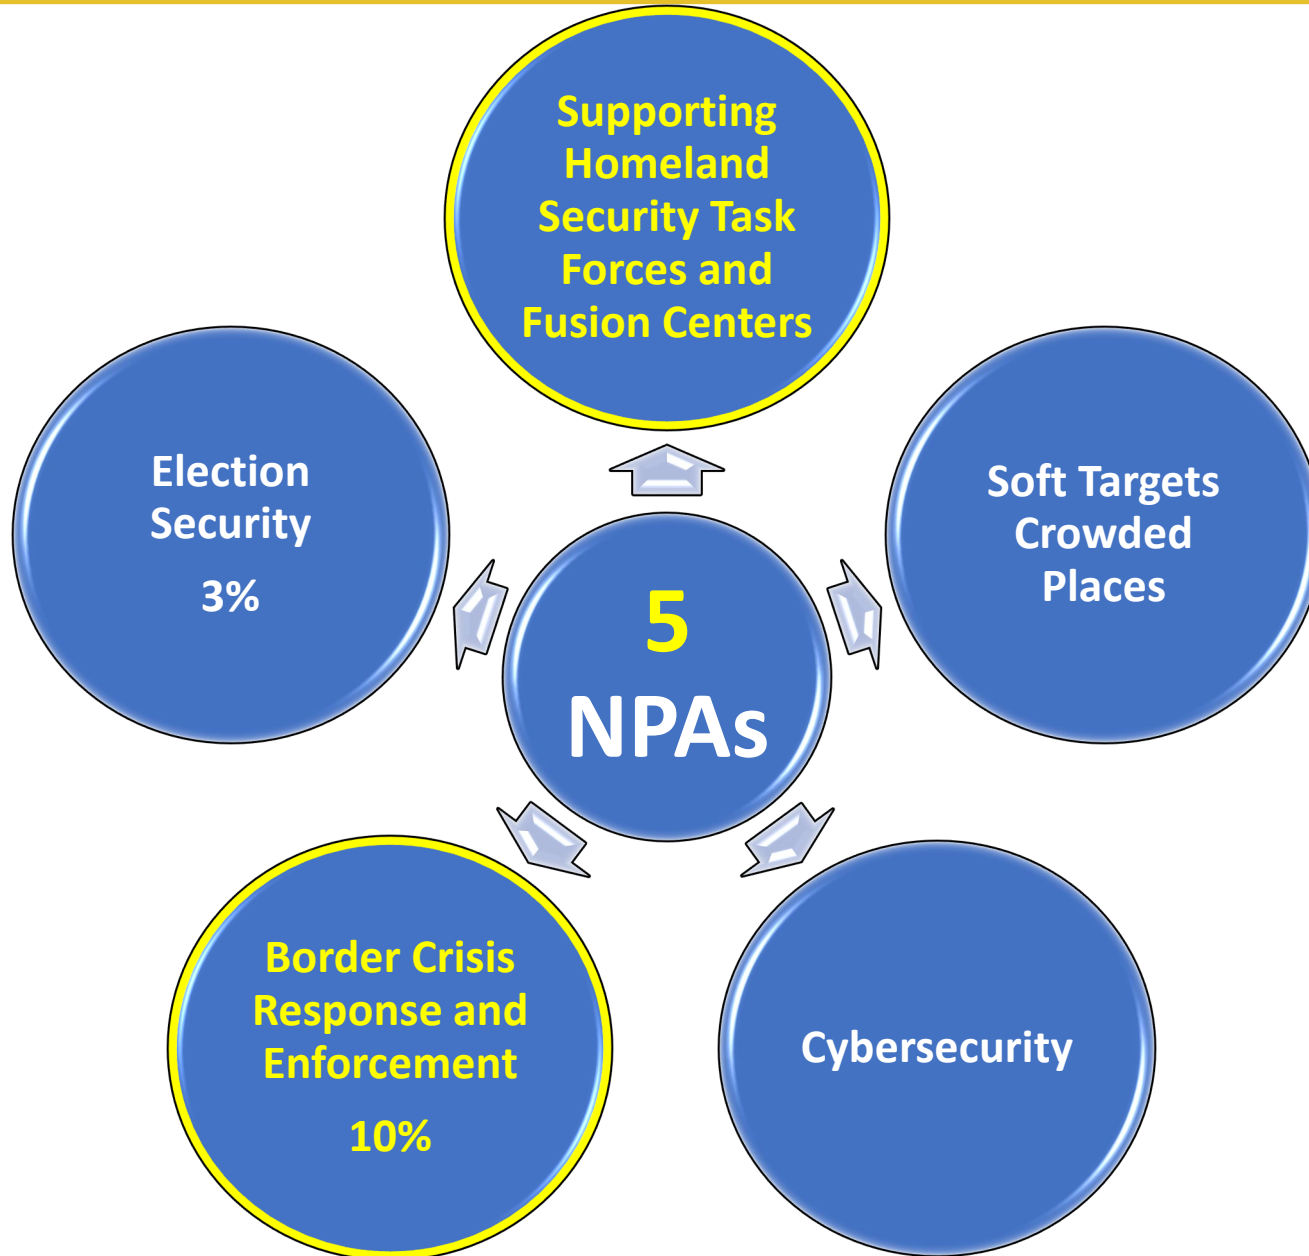 Supporting
Homeland
Security Task
Forces and
Fusion Centers
Election
Security
3%
Soft Targets
Crowded
Places
5
NPAs
Border Crisis
Response and
Enforcement
10%
Cybersecurity